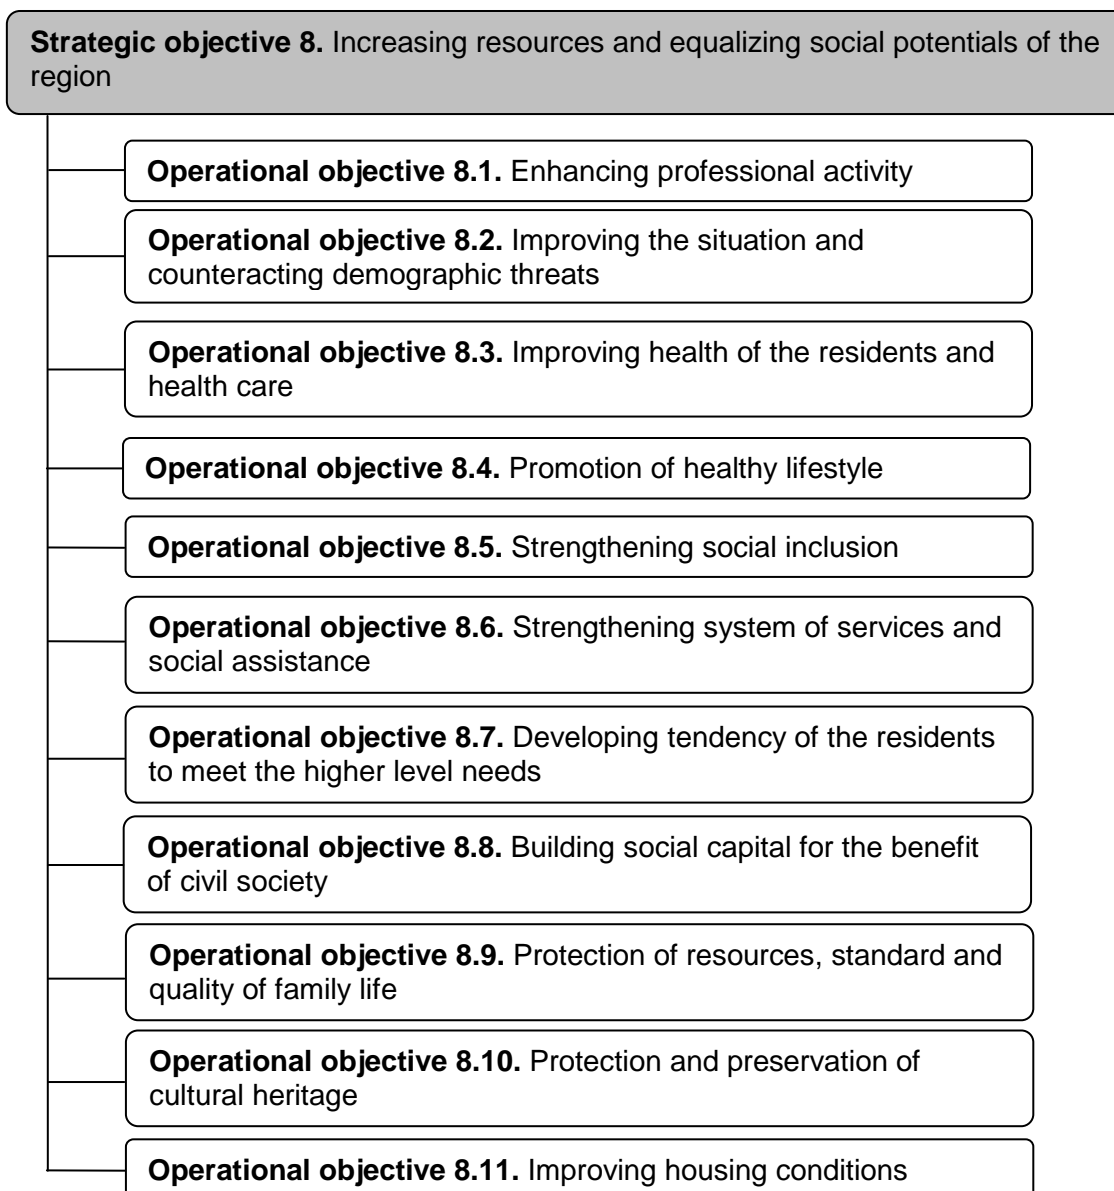 Strategic objective 8. Increasing resources and equalizing social potentials of the
region
Operational objective 8.1. Enhancing professional activity
Operational objective 8.2. Improving the situation and
counteracting demographic threats
Operational objective 8.3. Improving health of the residents and
health care
Operational objective 8.4. Promotion of healthy lifestyle
Operational objective 8.5. Strengthening social inclusion
Operational objective 8.6. Strengthening system of services and
social assistance
Operational objective 8.7. Developing tendency of the residents
to meet the higher level needs
Operational objective 8.8. Building social capital for the benefit
of civil society
Operational objective 8.9. Protection of resources, standard and
quality of family life
Operational objective 8.10. Protection and preservation of
cultural heritage
Operational objective 8.11. Improving housing conditions